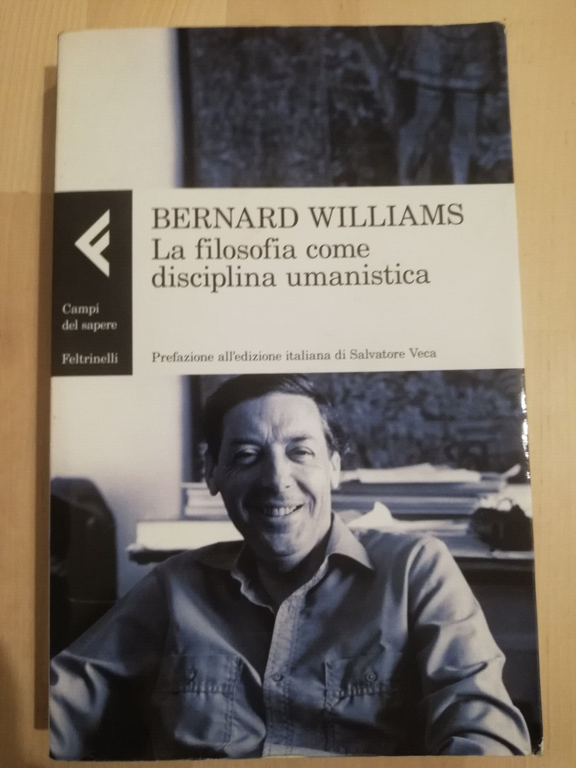 BERNARD WILLIAMS
La filosofia come
disciplina umanistica
Campi
del sapere
Feltrinelli
Prefazione all'edizione italiana di Salvatore Veca